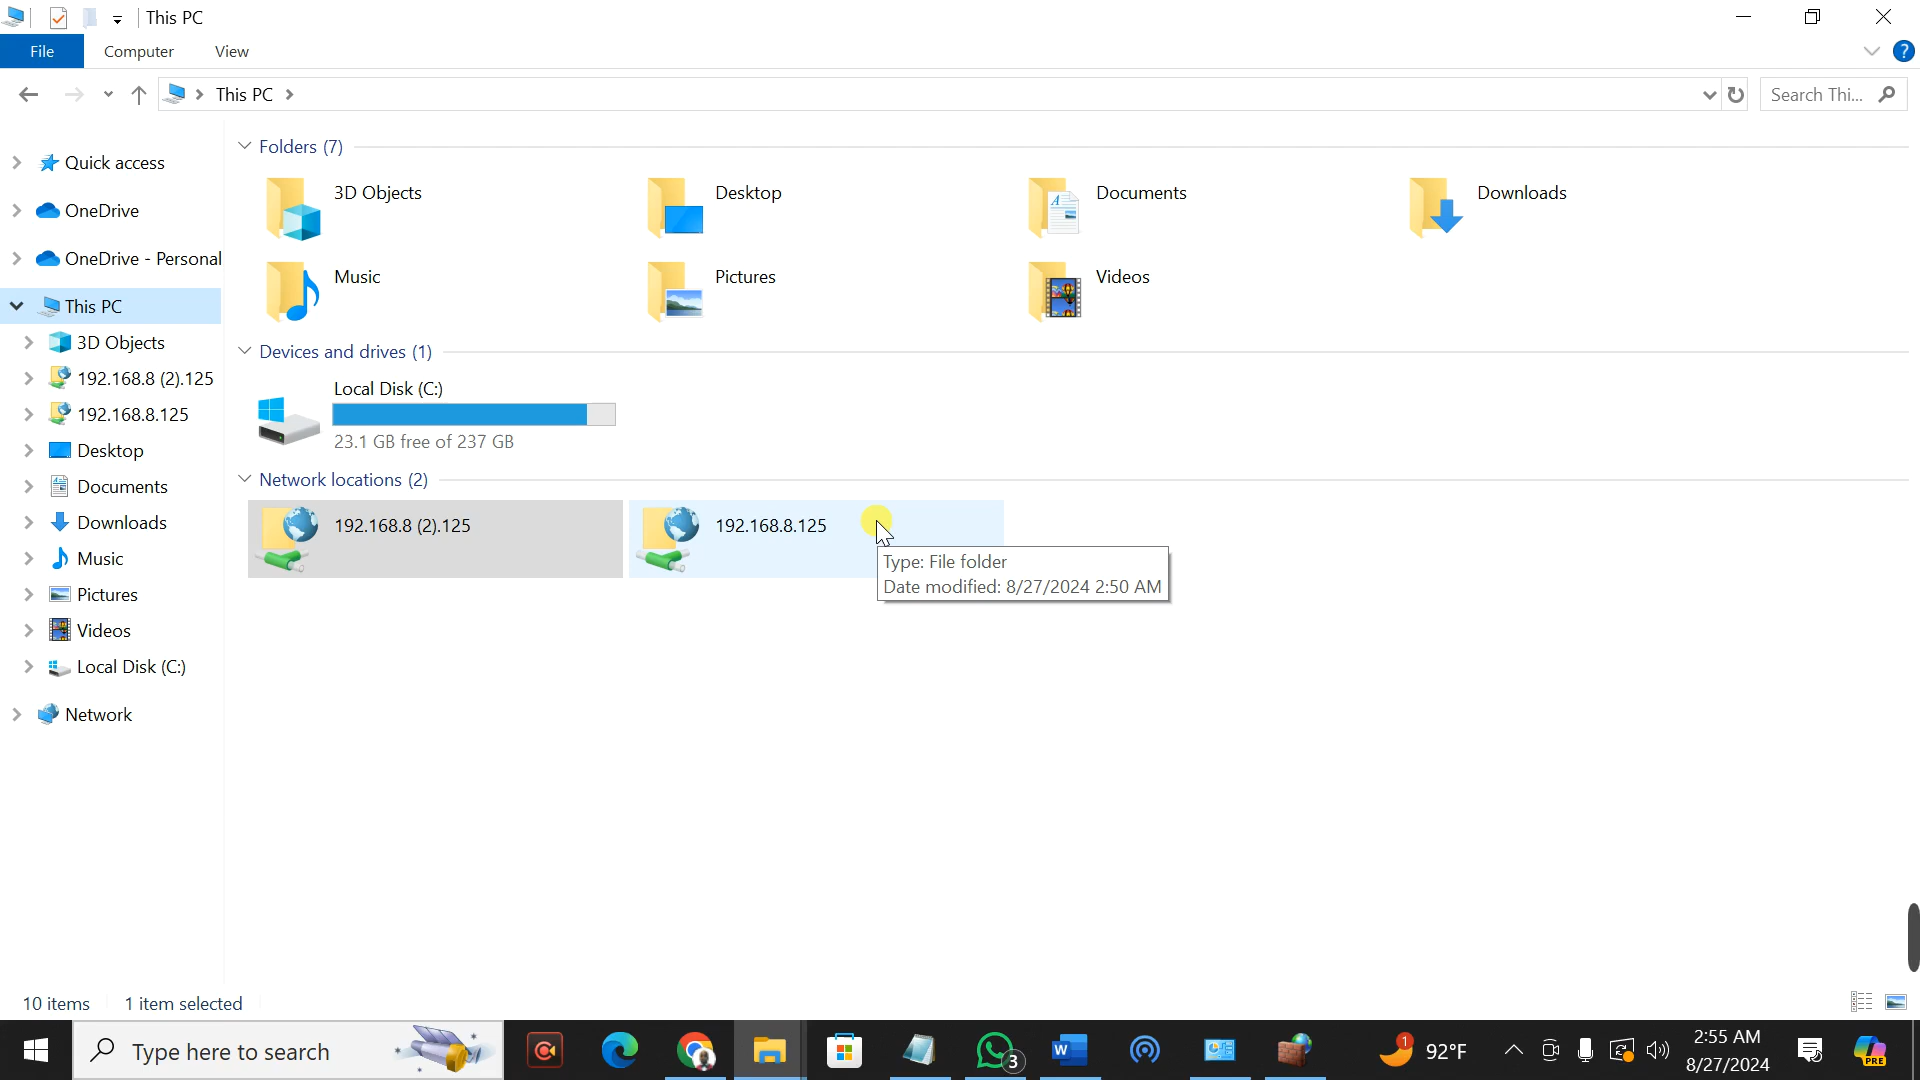 This PC
File Computer View
This PC
Search Thi...
Quick access
OneDrive
OneDrive - Personal
This PC
3D Objects
192.168.8 (2).125
192.168.8.125
Desktop
Documents
Downloads
Music
Pictures
Videos
Local Disk (C:)
Network
Folders (7)
3D Objects
Desktop
Documents
Downloads
Music
Pictures
Videos
Devices and drives (1)
Local Disk (C:)
23.1 GB free of 237 GB
Network locations (2)
192.168.8 (2).125
192.168.8.125
Type: File folder
Date modified: 8/27/2024 2:50 AM
10 items 1 item selected
Type here to search
3
W
1
92°F
2:55 AM
8/27/2024
PRE